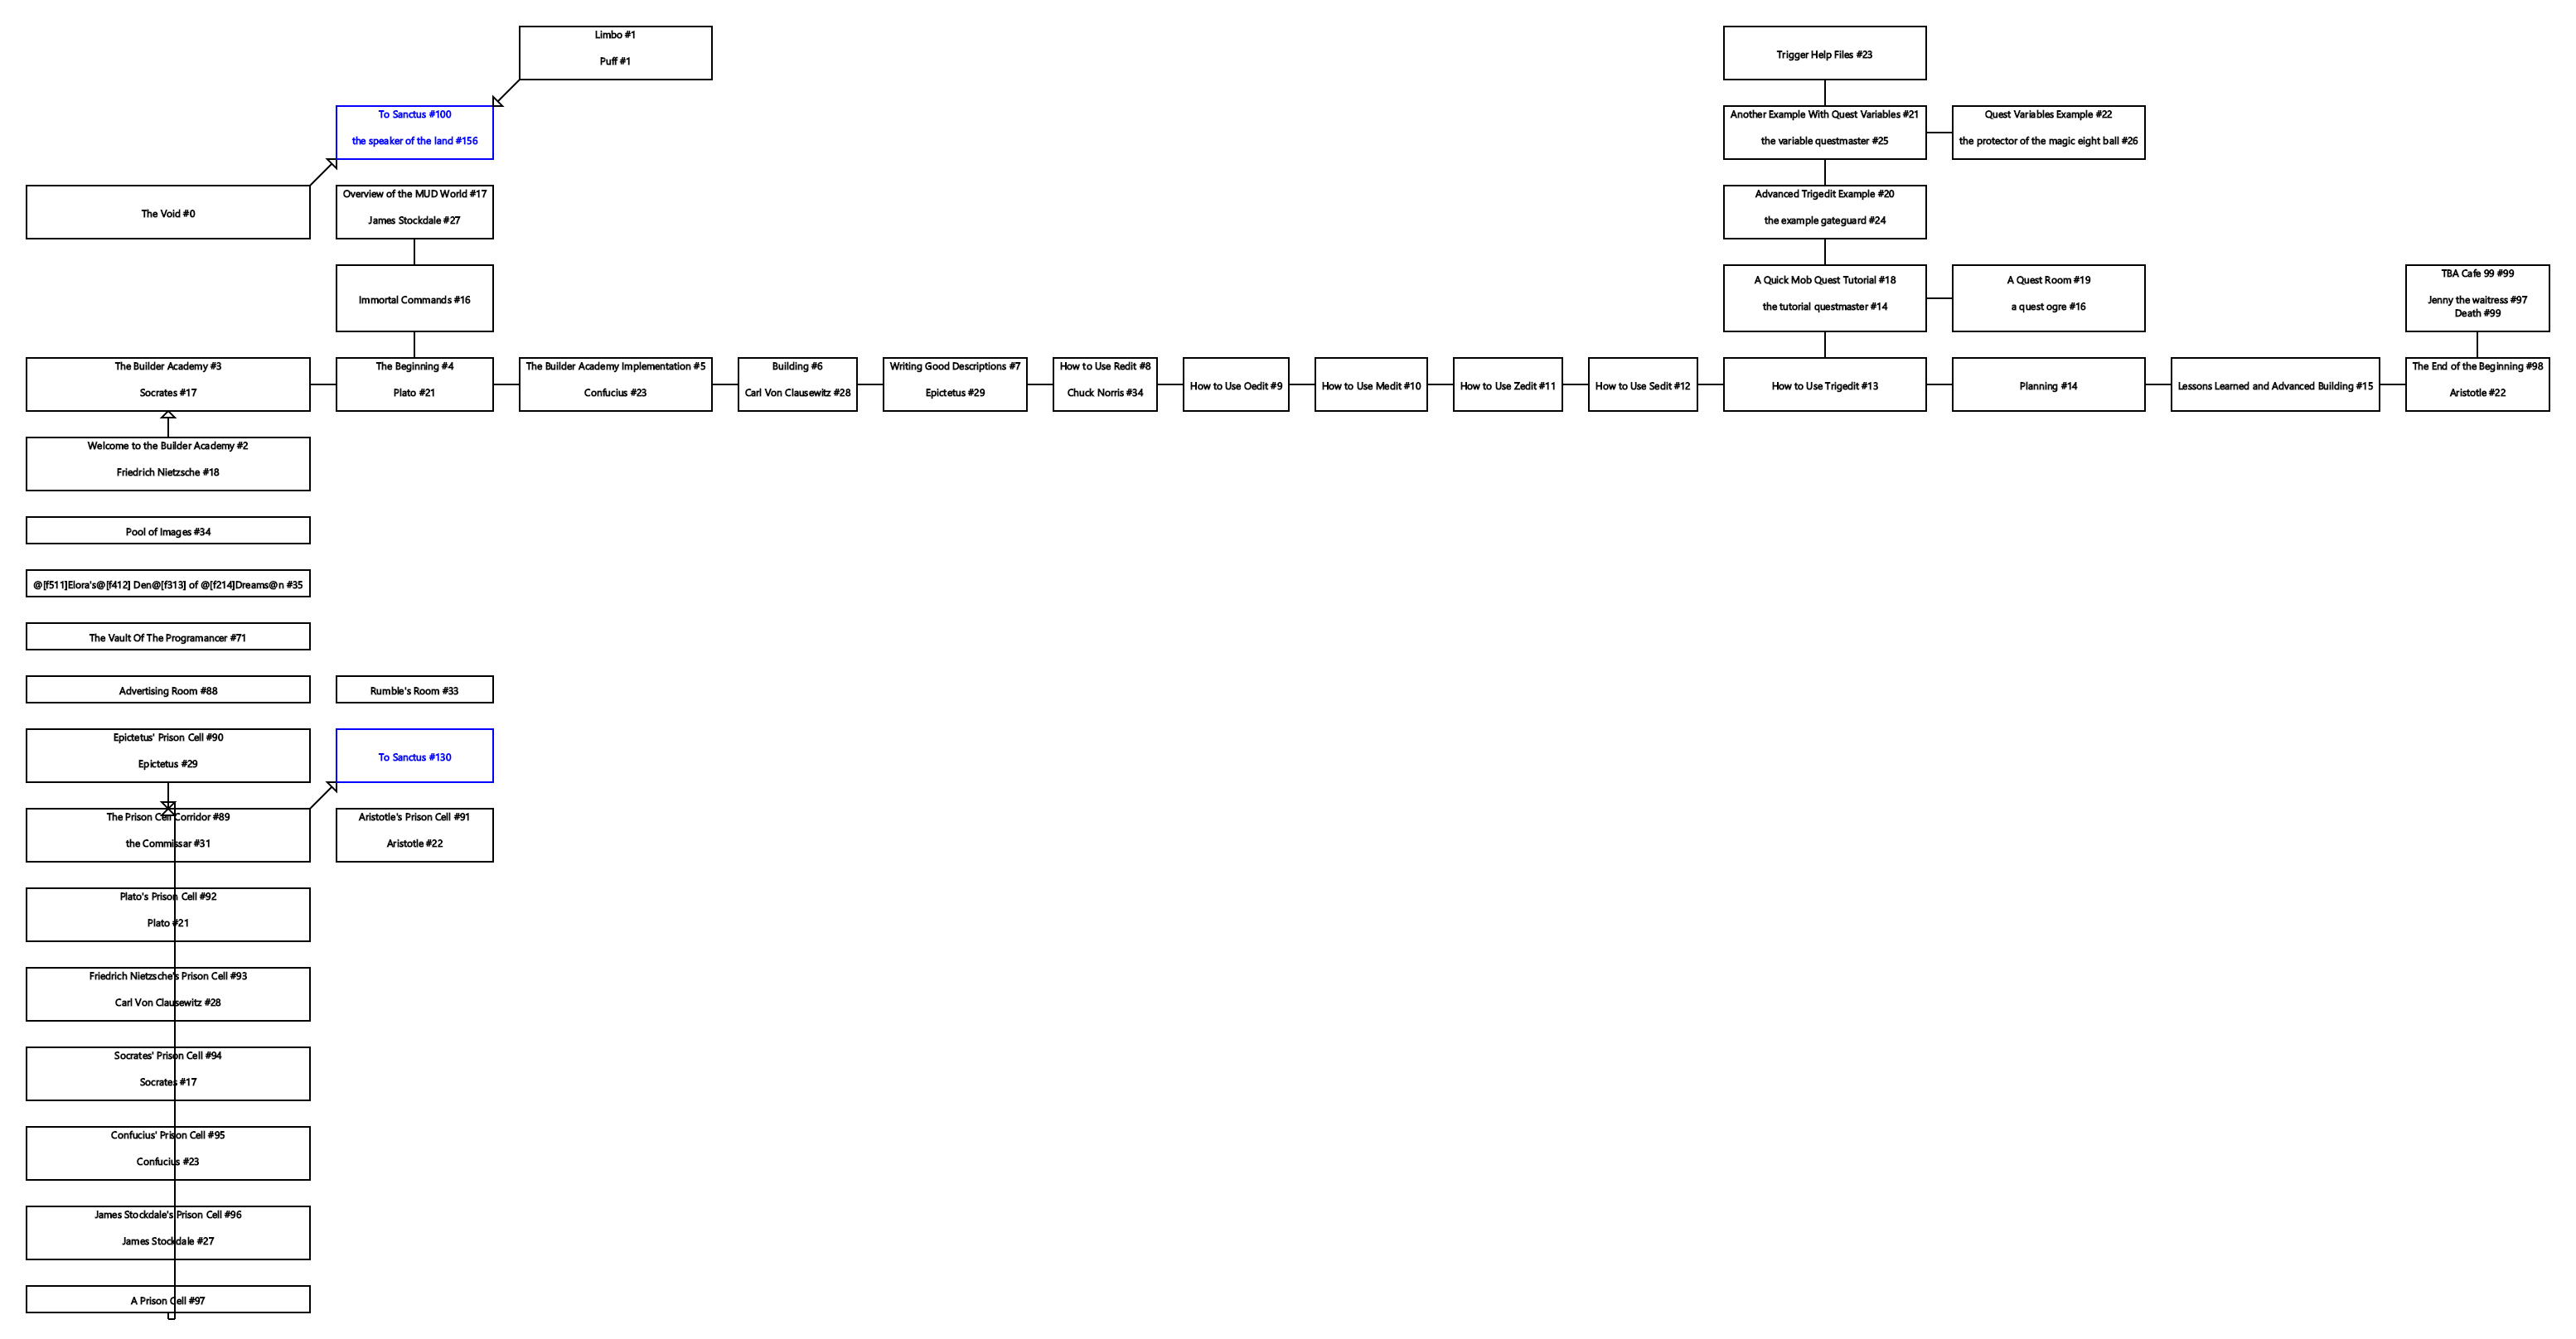 Limbo #1
Puff #1
Trigger Help Files #23
To Sanctus #100
the speaker of the land #156
Another Example With Quest Variables #21
the variable questmaster #25
Quest Variables Example #22
the protector of the magic eight ball #26
The Void #0
Overview of the MUD World #17
James Stockdale #27
Advanced Trigedit Example #20
the example gateguard #24
Immortal Commands #16
A Quick Mob Quest Tutorial #18
the tutorial questmaster #14
A Quest Room #19
a quest ogre #16
TBA Cafe 99 #99
Jenny the waitress #97
Death #99
The Builder Academy #3
Socrates #17
The Beginning #4
Plato #21
The Builder Academy Implementation #5
Confucius #23
Building #6
Carl Von Clausewitz #28
Writing Good Descriptions #7
Epictetus #29
How to Use Redit #8
Chuck Norris #34
How to Use Oedit #9
How to Use Medit #10
How to Use Zedit #11
How to Use Sedit #12
How to Use Trigedit #13
Planning #14
Lessons Learned and Advanced Building #15
The End of the Beginning #98
Aristotle #22
Welcome to the Builder Academy #2
Friedrich Nietzsche #18
Pool of Images #34
@[f511]Elora's@[f412] Den@[f313] of @[f214]Dreams@n #35
The Vault Of The Programancer #71
Advertising Room #88
Rumble's Room #33
Epictetus' Prison Cell #90
Epictetus #29
To Sanctus #130
The Prison Cell Corridor #89
the Commissar #31
Aristotle's Prison Cell #91
Aristotle #22
Plato's Prison Cell #92
Plato #21
Friedrich Nietzsche's Prison Cell #93
Carl Von Clausewitz #28
Socrates' Prison Cell #94
Socrates #17
Confucius' Prison Cell #95
Confucius #23
James Stockdale's Prison Cell #96
James Stockdale #27
A Prison Cell #97